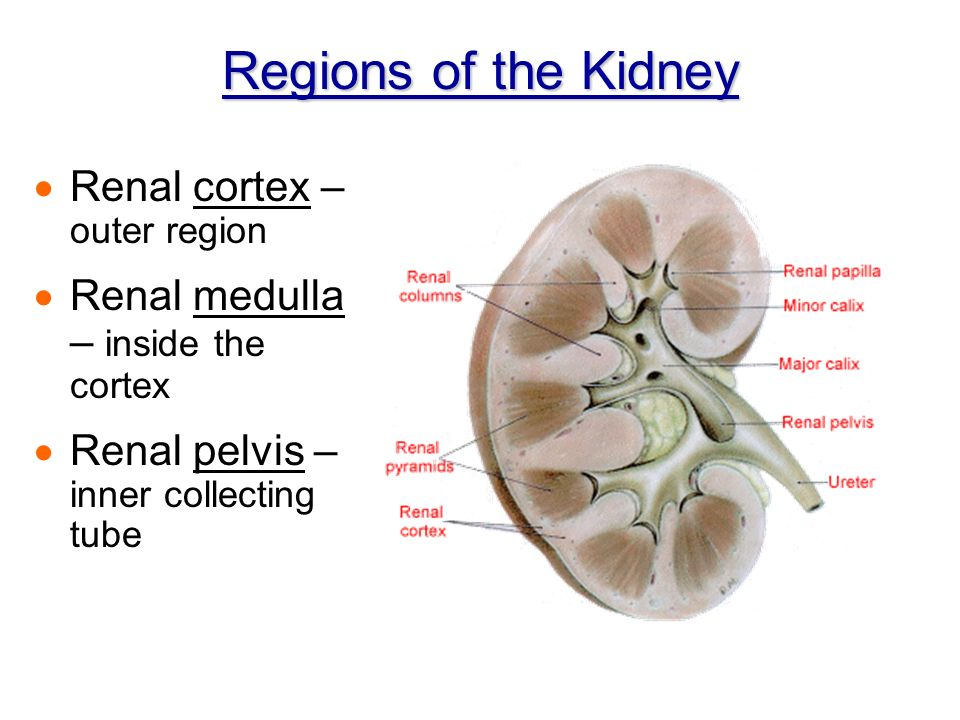 Regions of the Kidney
• Renal cortex –
outer region
• Renal medulla
– inside the
cortex
• Renal pelvis –
inner collecting
tube
Renal
columns
Renal
pyramids
Renal
cortex
Renal papilla
Minor calix
Major calix
Renal pelvis
Ureter